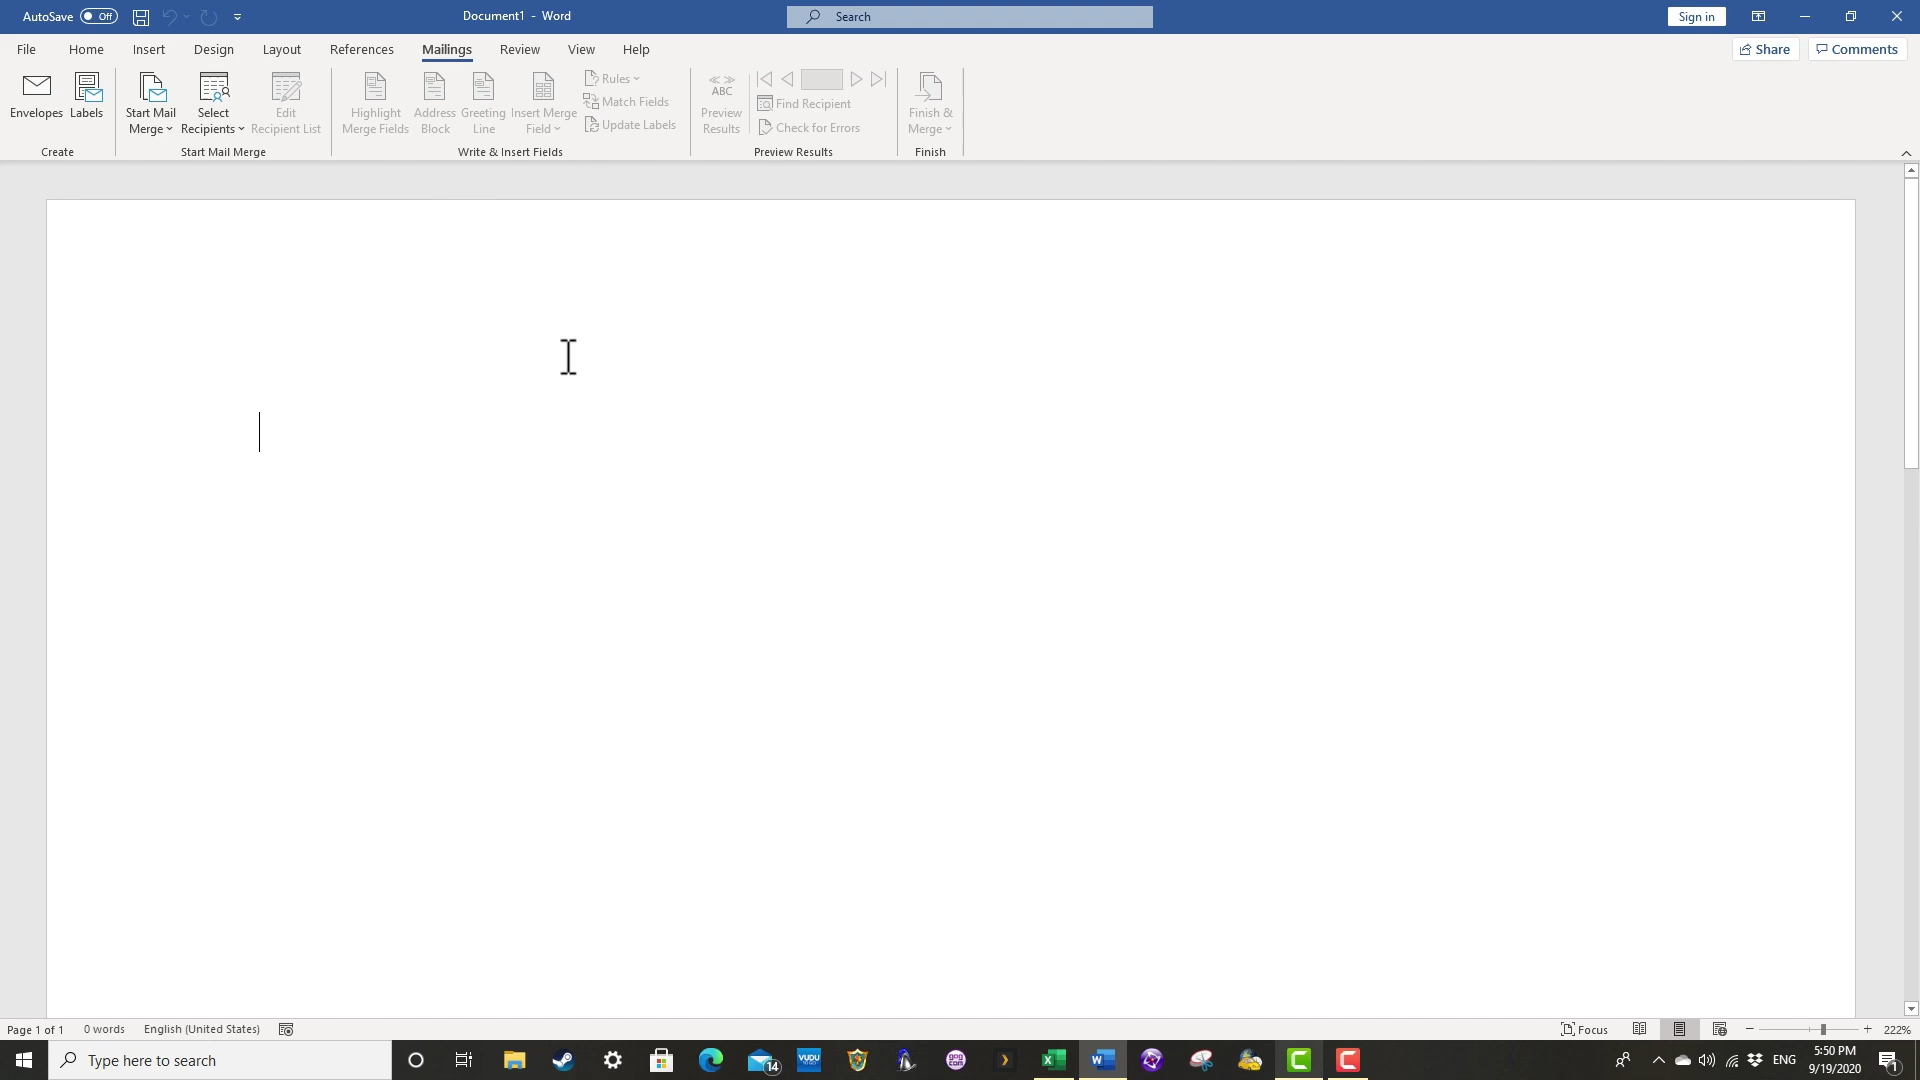 AutoSave Off Document1 - Word Search Sign in
File Home Insert Design Layout References Mailings Review View Help Share Comments
Envelopes Labels Start Mail Merge Select Recipients Edit Recipient List Highlight Merge Fields Address Block Greeting Line Insert Merge Field Rules Match Fields Update Labels ABC Preview Results Find Recipient Check for Errors Finish & Merge
Create Start Mail Merge Write & Insert Fields Preview Results Finish
Page 1 of 1 0 words English (United States) Focus 222%
Type here to search 14 VUDU gog com ENG 5:50 PM
9/19/2020 1